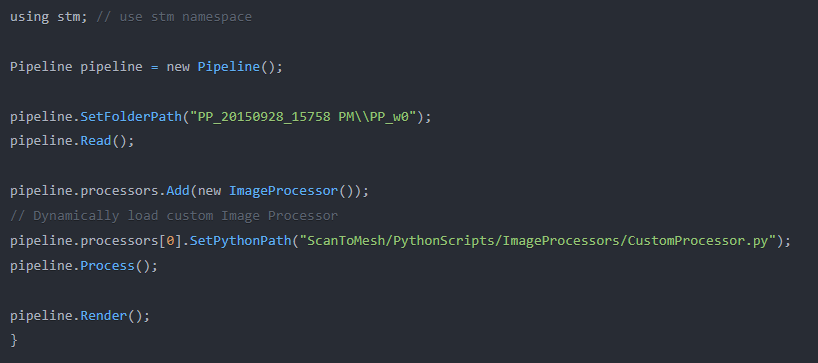 using stm; // use stm namespace
Pipeline pipeline = new Pipeline();
pipeline.SetFolderPath("PP_20150928_15758 PM\\PP_w0");
pipeline.Read();
pipeline.processors.Add(new ImageProcessor());
// Dynamically load custom Image Processor
pipeline.processors[0].SetPythonPath("ScanToMesh/PythonScripts/ImageProcessors/CustomProcessor.py");
pipeline.Process();
pipeline.Render();
}